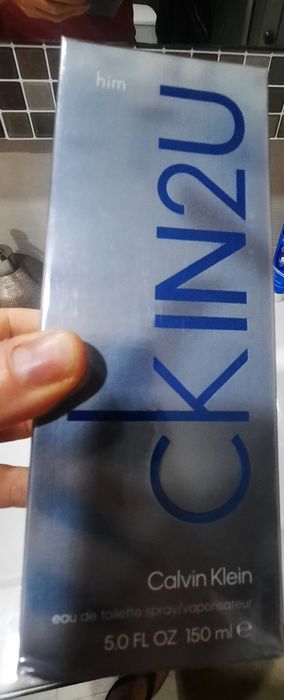 him
CKIN2U
Calvin Klein
eau de toilette spray/vaporisateur
5.0 FL OZ 150 ml ℮